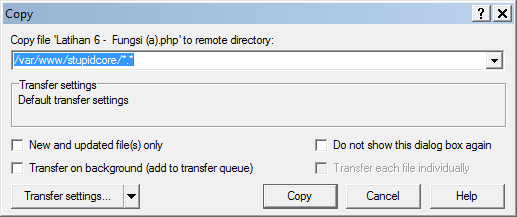 Copy
Copy file 'Latihan 6 -  Fungsi (a).php' to remote directory:
/var/www/stupidcore/*.*
Transfer settings
Default transfer settings
New and updated file(s) only
Do not show this dialog box again
Transfer on background (add to transfer queue)
Transfer each file individually
Transfer settings...
Copy
Cancel
Help